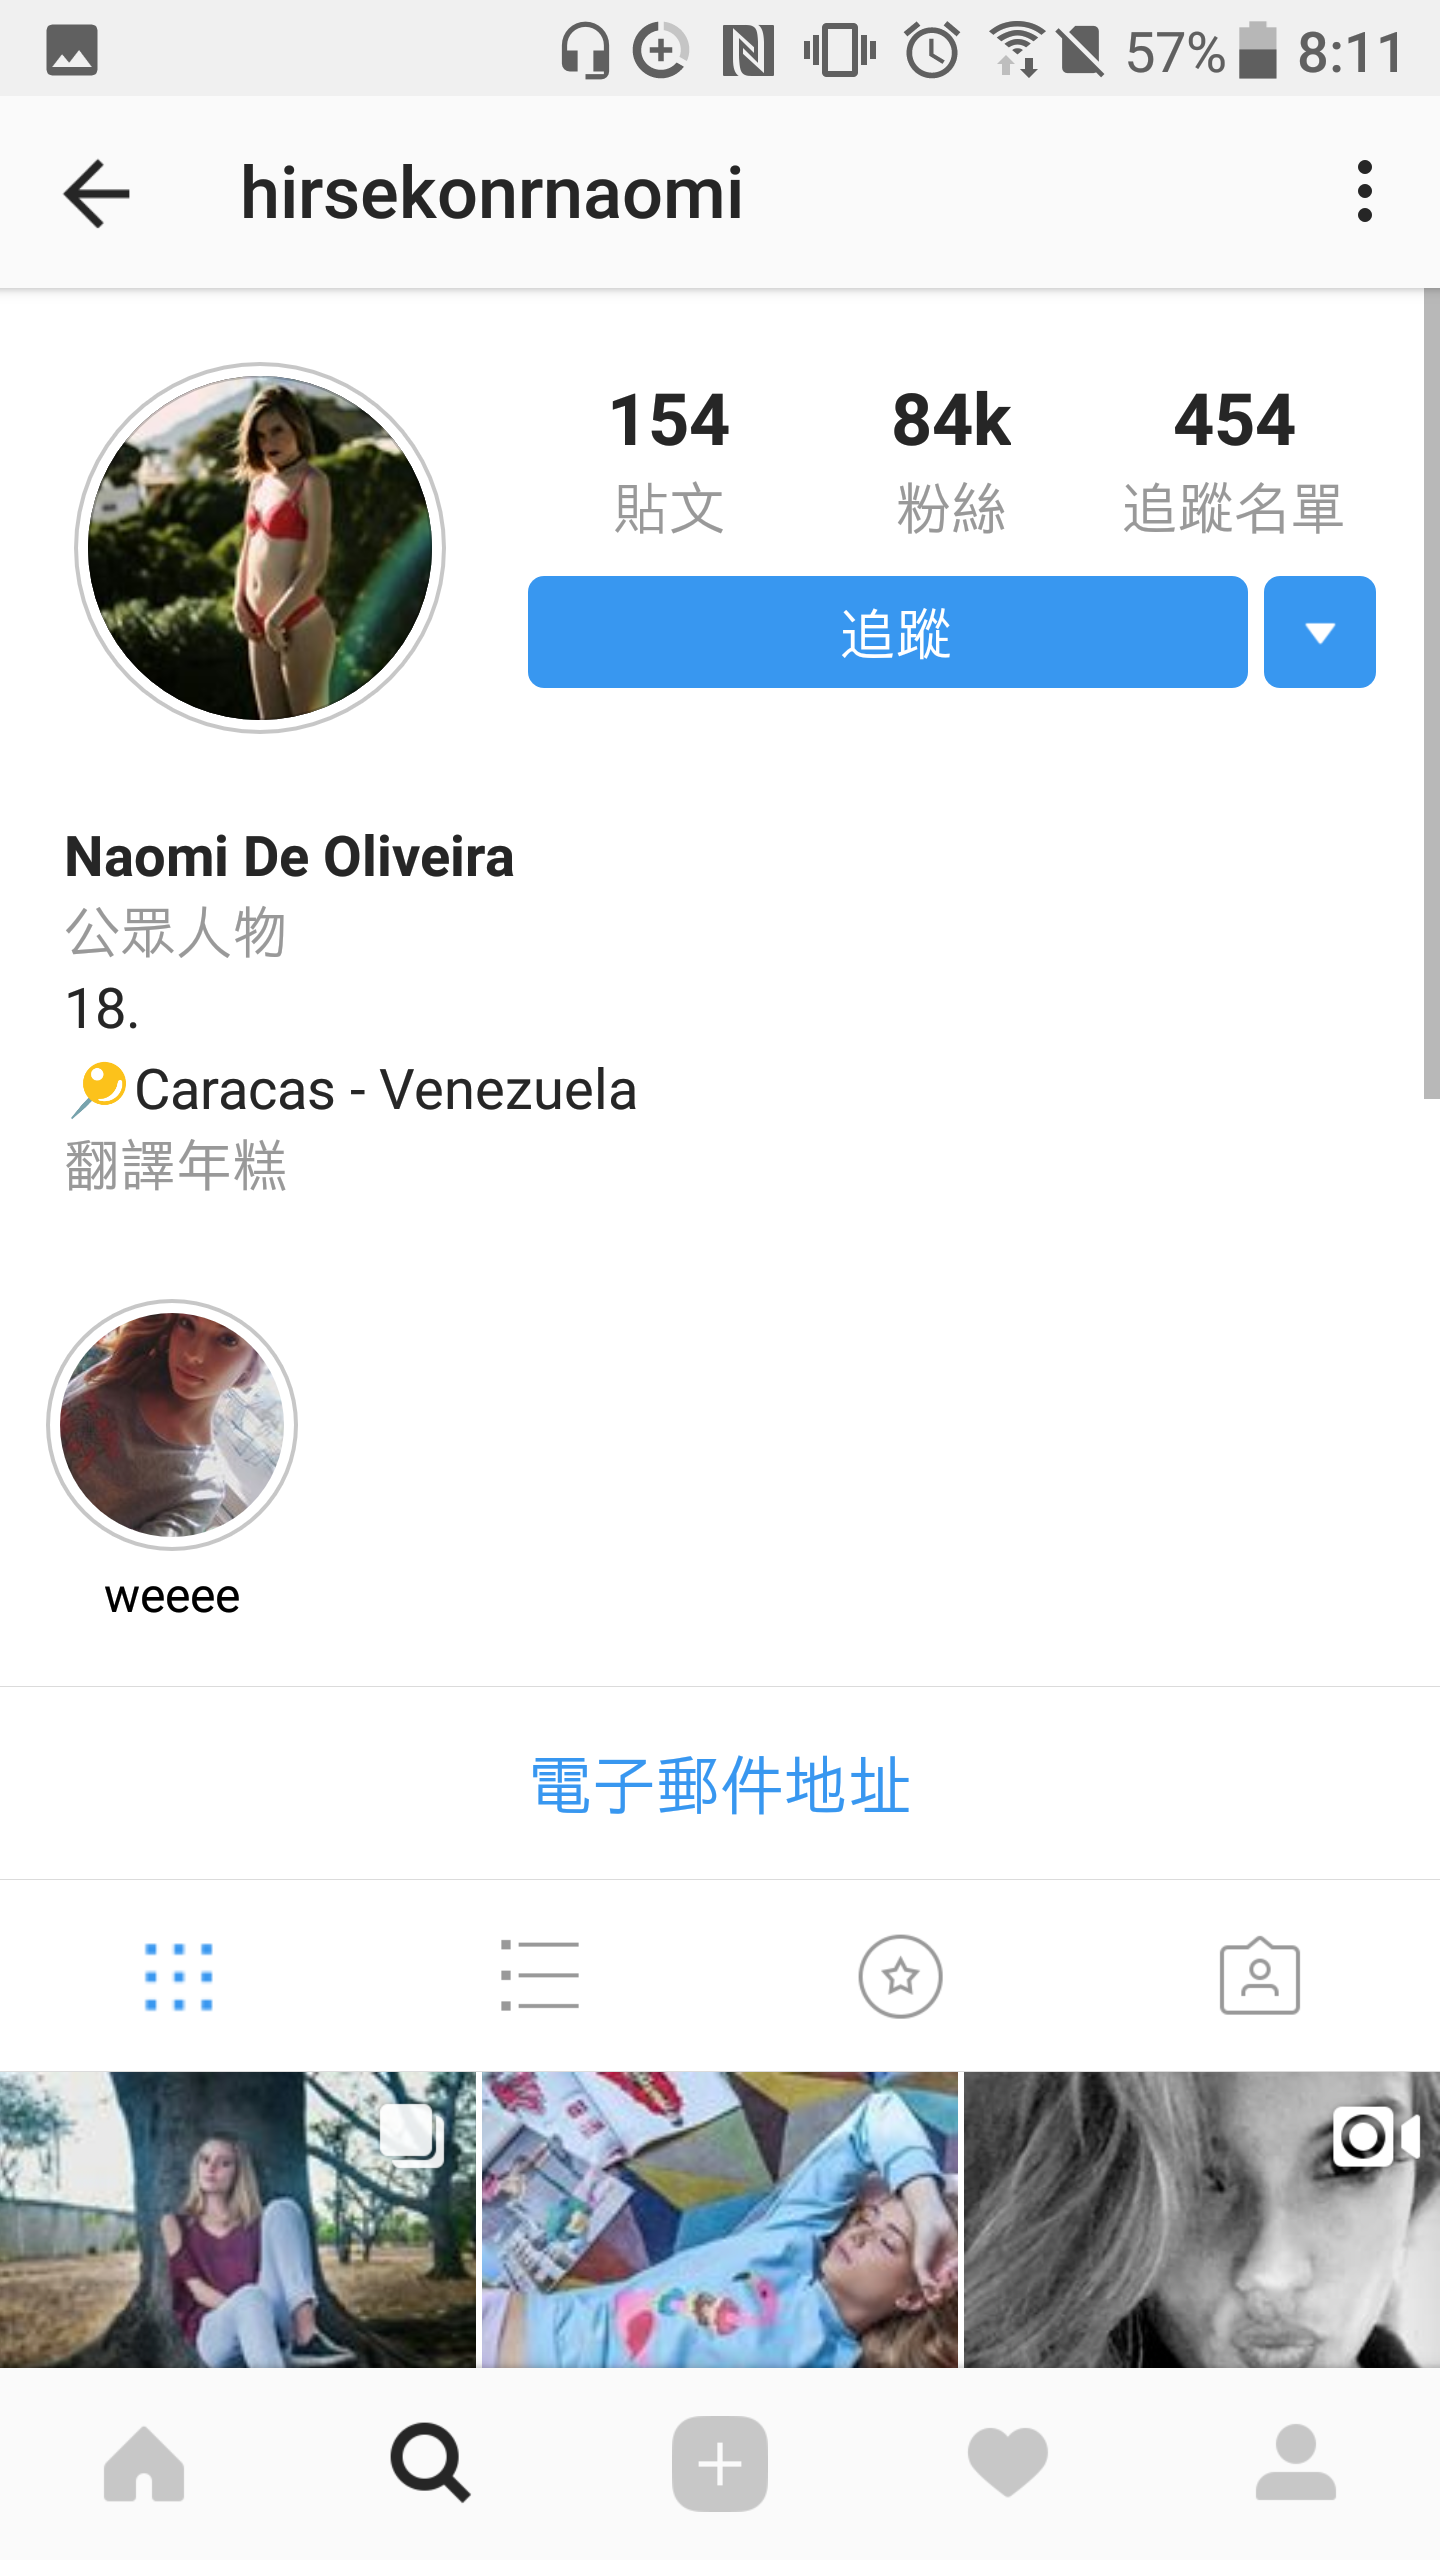 57% 8:11
hirsekonrnaomi
154 84k 454
貼文 粉絲 追蹤名單
追蹤
Naomi De Oliveira
公眾人物
18.
Caracas - Venezuela
翻譯年糕
weeee
電子郵件地址